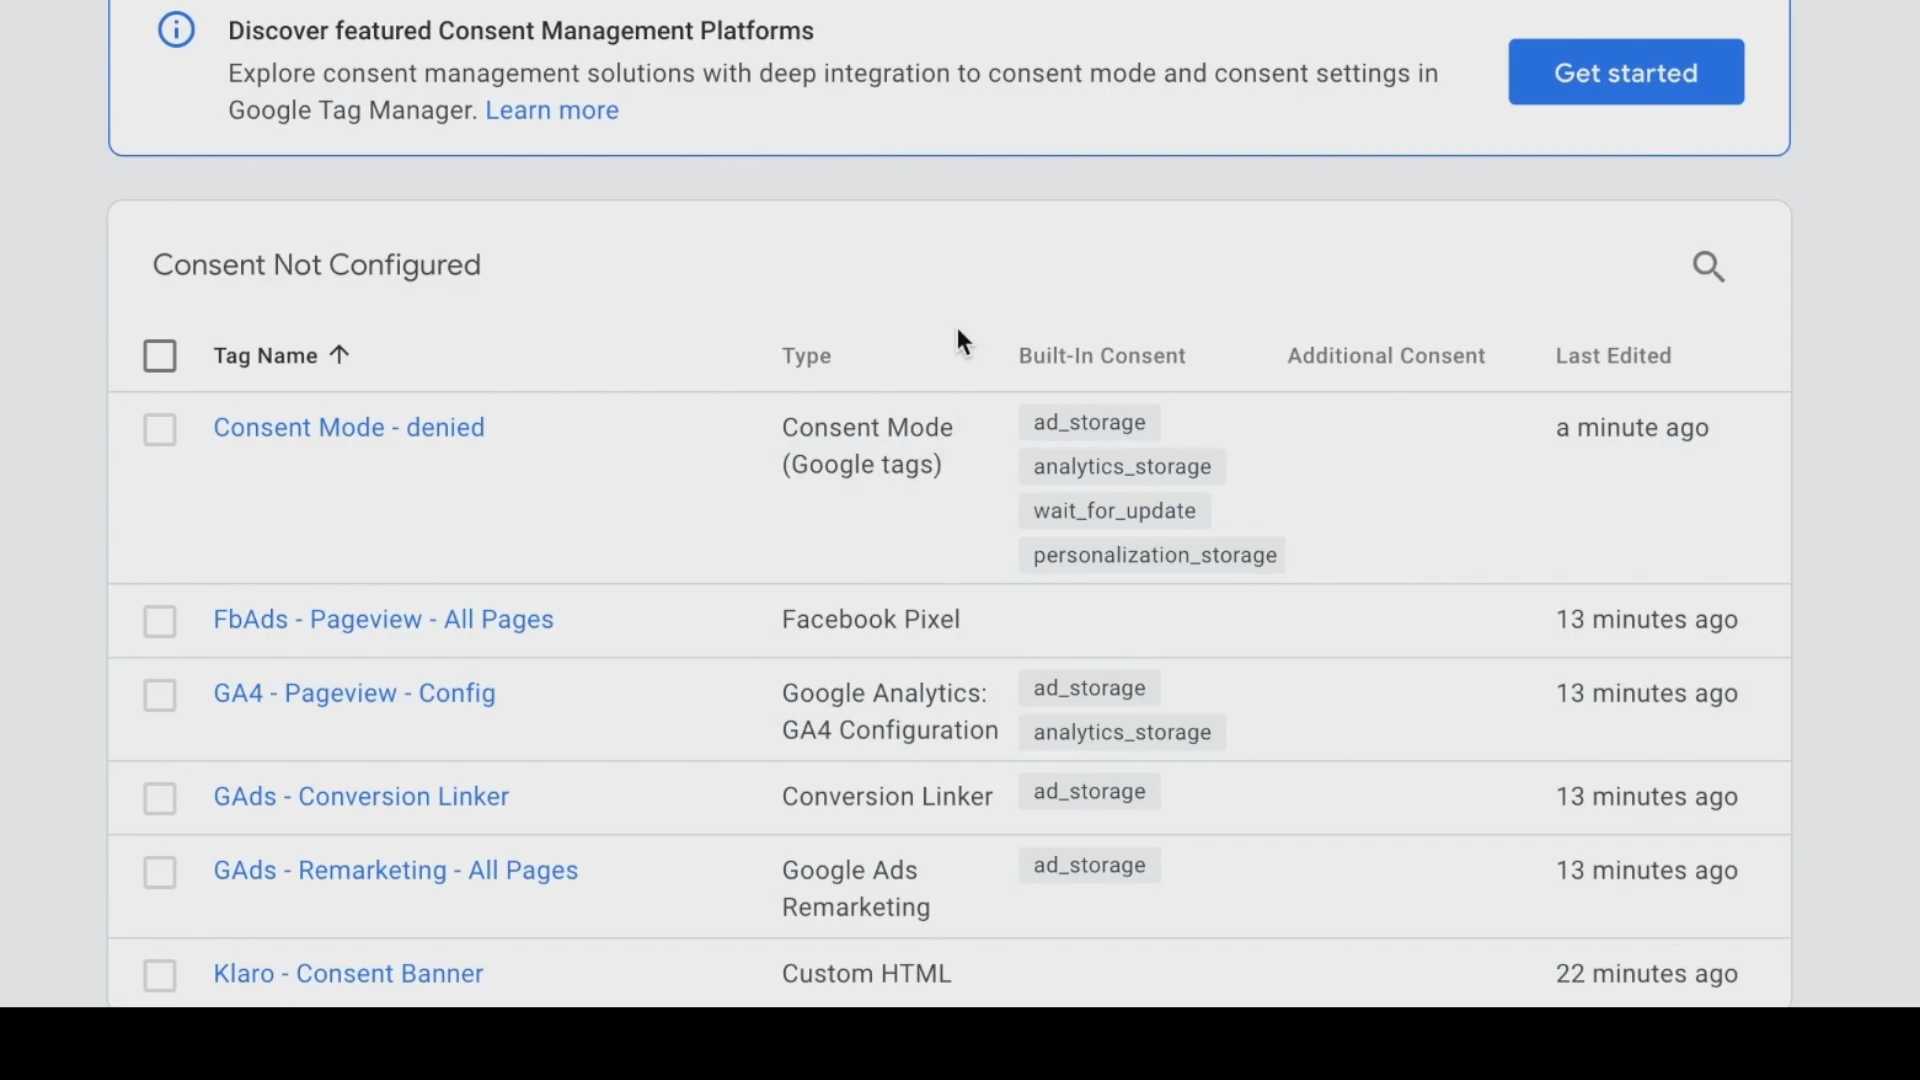 Discover featured Consent Management Platforms
Explore consent management solutions with deep integration to consent mode and consent settings in
Google Tag Manager. Learn more
Get started
Consent Not Configured
Tag Name Type Built-In Consent Additional Consent Last Edited
Consent Mode - denied Consent Mode ad_storage a minute ago
(Google tags) analytics_storage
wait_for_update
personalization_storage
FbAds - Pageview - All Pages Facebook Pixel 13 minutes ago
GA4 - Pageview - Config Google Analytics: ad_storage 13 minutes ago
GA4 Configuration analytics_storage
GAds - Conversion Linker Conversion Linker ad_storage 13 minutes ago
GAds - Remarketing - All Pages Google Ads ad_storage 13 minutes ago
Remarketing
Klaro - Consent Banner Custom HTML 22 minutes ago